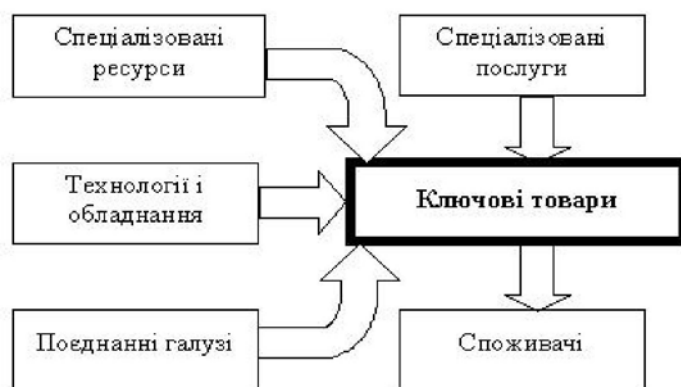 Спеціалізовані
ресурси
Спеціалізовані
послуги
Технології і
обладнання
Ключові товари
Поєднанні галузі
Споживачі